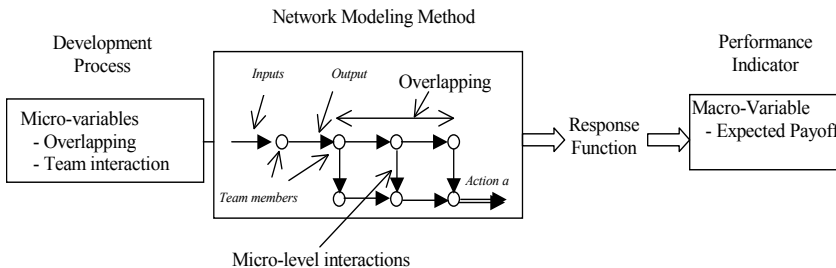 Network Modeling Method
Development
Process
Performance
Indicator
Inputs
Output
Overlapping
Micro-variables
- Overlapping
- Team interaction
Response
Function
Macro-Variable
- Expected Payoff
Team members
Action a
Micro-level interactions